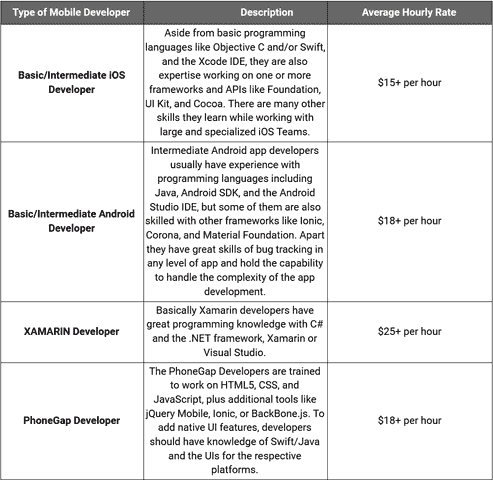 Type of Mobile Developer
Description
Average Hourly Rate
Basic/Intermediate iOS
Developer
Aside from basic programming
languages like Objective C and/or Swift,
and the Xcode IDE, they are also
expertise working on one or more
frameworks and APIs like Foundation,
UI Kit, and Cocoa. There are many other
skills they learn while working with
large and specialized iOS Teams.
$15+ per hour
Basic/Intermediate Android
Developer
Intermediate Android app developers
usually have experience with
programming languages including
Java, Android SDK, and the Android
Studio IDE, but some of them are also
skilled with other frameworks like Ionic,
Corona, and Material Foundation. Apart
they have great skills of bug tracking in
any level of app and hold the capability
to handle the complexity of the app
development.
$18+ per hour
XAMARIN Developer
Basically Xamarin developers have
great programming knowledge with C#
and the .NET framework, Xamarin or
Visual Studio.
$25+ per hour
PhoneGap Developer
The PhoneGap Developers are trained
to work on HTML5, CSS, and
JavaScript, plus additional tools like
jQuery Mobile, Ionic, or BackBone.js. To
add native UI features, developers
should have knowledge of Swift/Java
and the UIs for the respective
platforms.
$18+ per hour